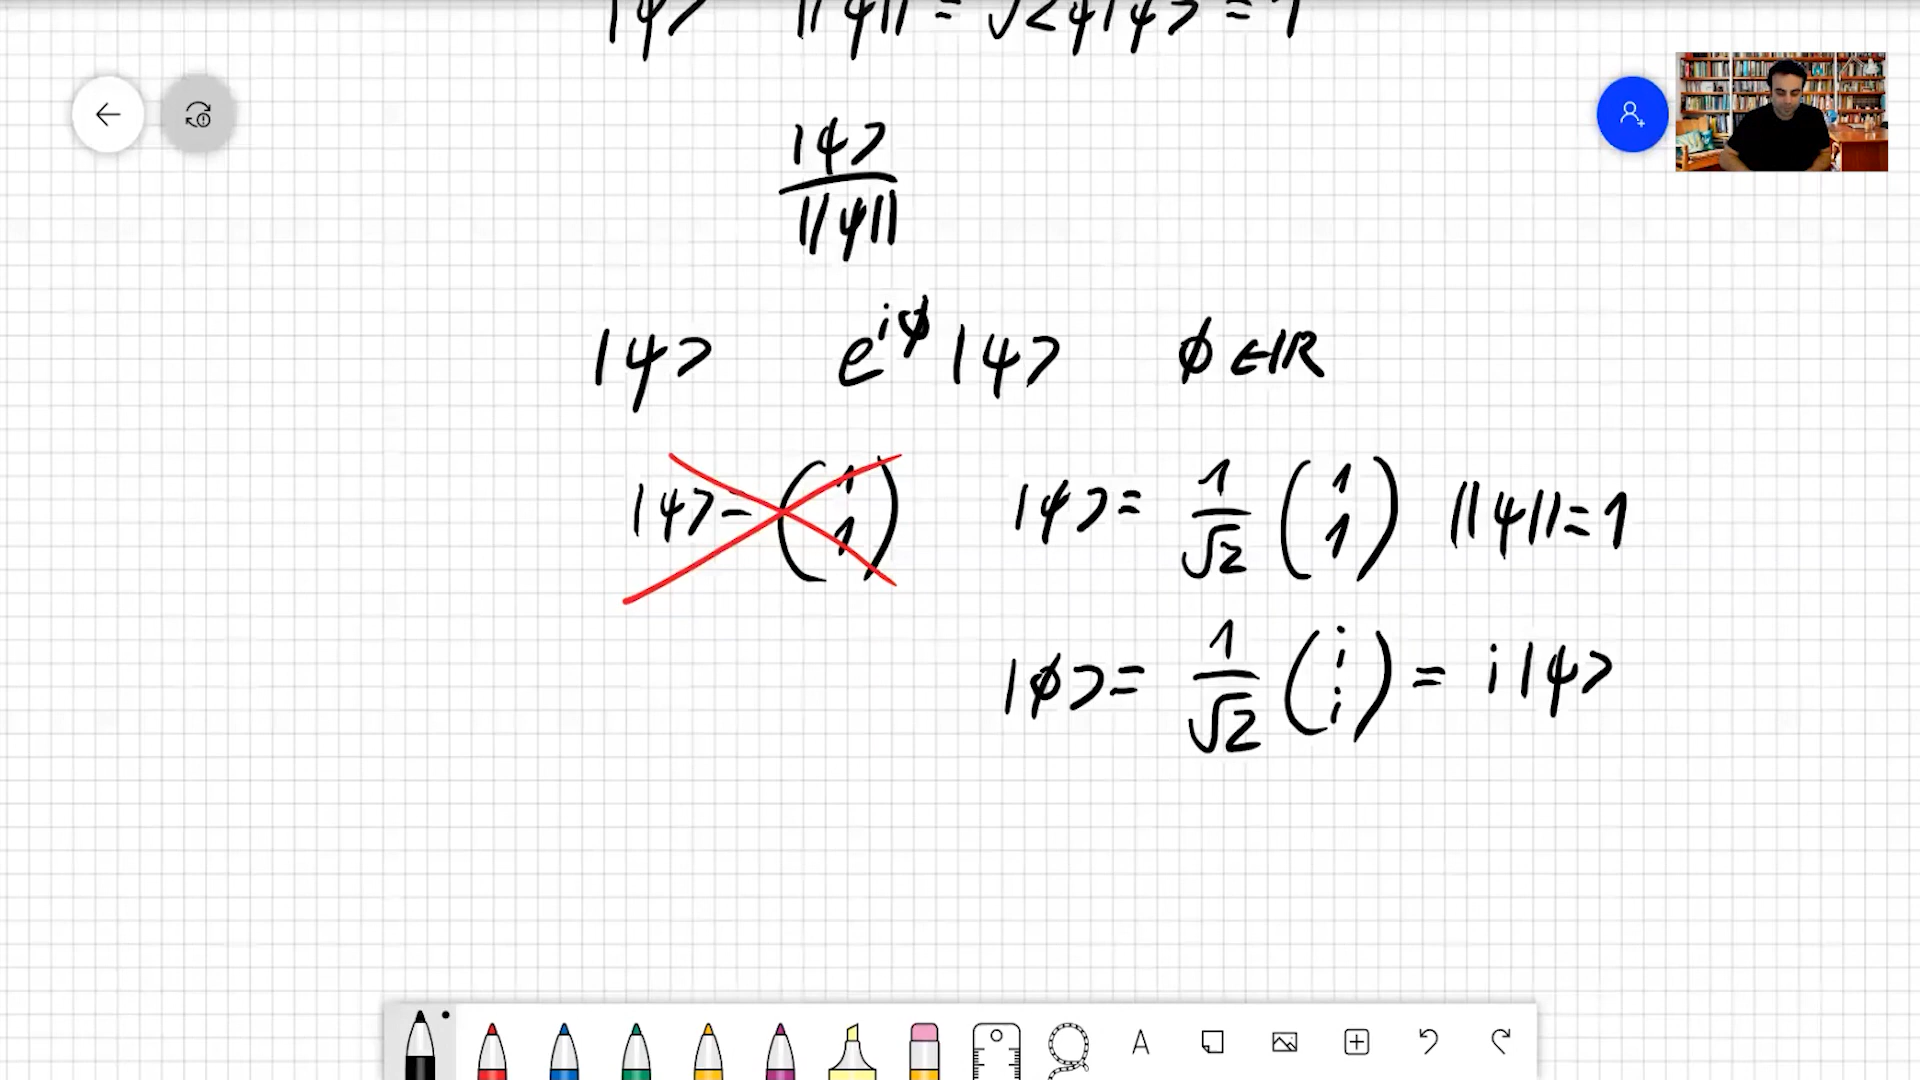 |ψ> ||ψ|| = √<ψ|ψ> = 1
|ψ>
||ψ||
|ψ> e^{iϕ} |ψ> ϕ ∈ ℝ
|ψ> = (1 1) |ψ> = 1/√2 (1 1) ||ψ|| = 1
|ϕ> = 1/√2 (i i) = i |ψ>
A